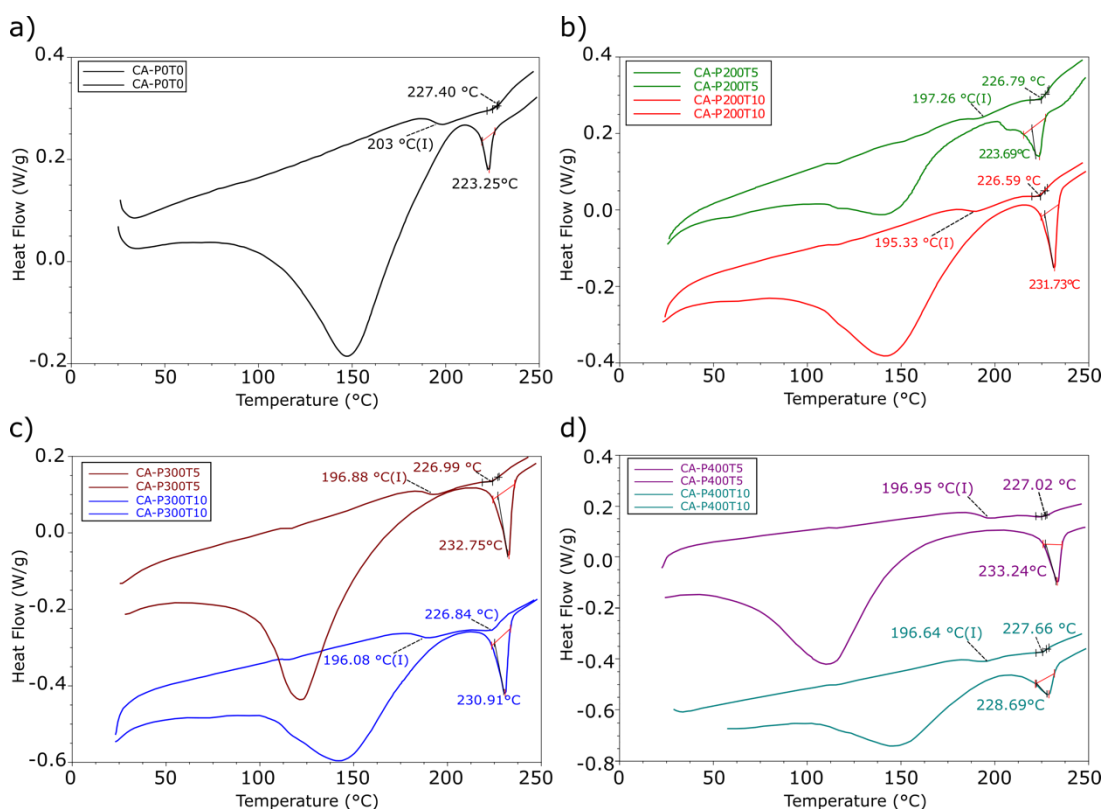 a)
CA-P0T0
CA-P0T0
0.4
0.2
0.0
-0.2
Heat Flow (W/g)
227.40 °C
203 °C(I)
223.25°C
0 50 100 150 200 250
Temperature (°C)
b)
CA-P200T5
CA-P200T5
CA-P200T10
CA-P200T10
0.4
0.2
0.0
-0.2
-0.4
Heat Flow (W/g)
226.79 °C
197.26 °C(I)
223.69°C
226.59 °C
195.33 °C(I)
231.73°C
0 50 100 150 200 250
Temperature (°C)
c)
CA-P300T5
CA-P300T5
CA-P300T10
CA-P300T10
0.2
0.0
-0.2
-0.4
-0.6
Heat Flow (W/g)
226.99 °C
196.88 °C(I)
232.75°C
226.84 °C)
196.08 °C(I)
230.91°C
0 50 100 150 200 250
Temperature (°C)
d)
CA-P400T5
CA-P400T5
CA-P400T10
CA-P400T10
0.4
0.2
0.0
-0.2
-0.4
-0.6
-0.8
Heat Flow (W/g)
196.95 °C(I)
227.02 °C
233.24°C
196.64 °C(I)
227.66 °C
228.69°C
0 50 100 150 200 250
Temperature (°C)